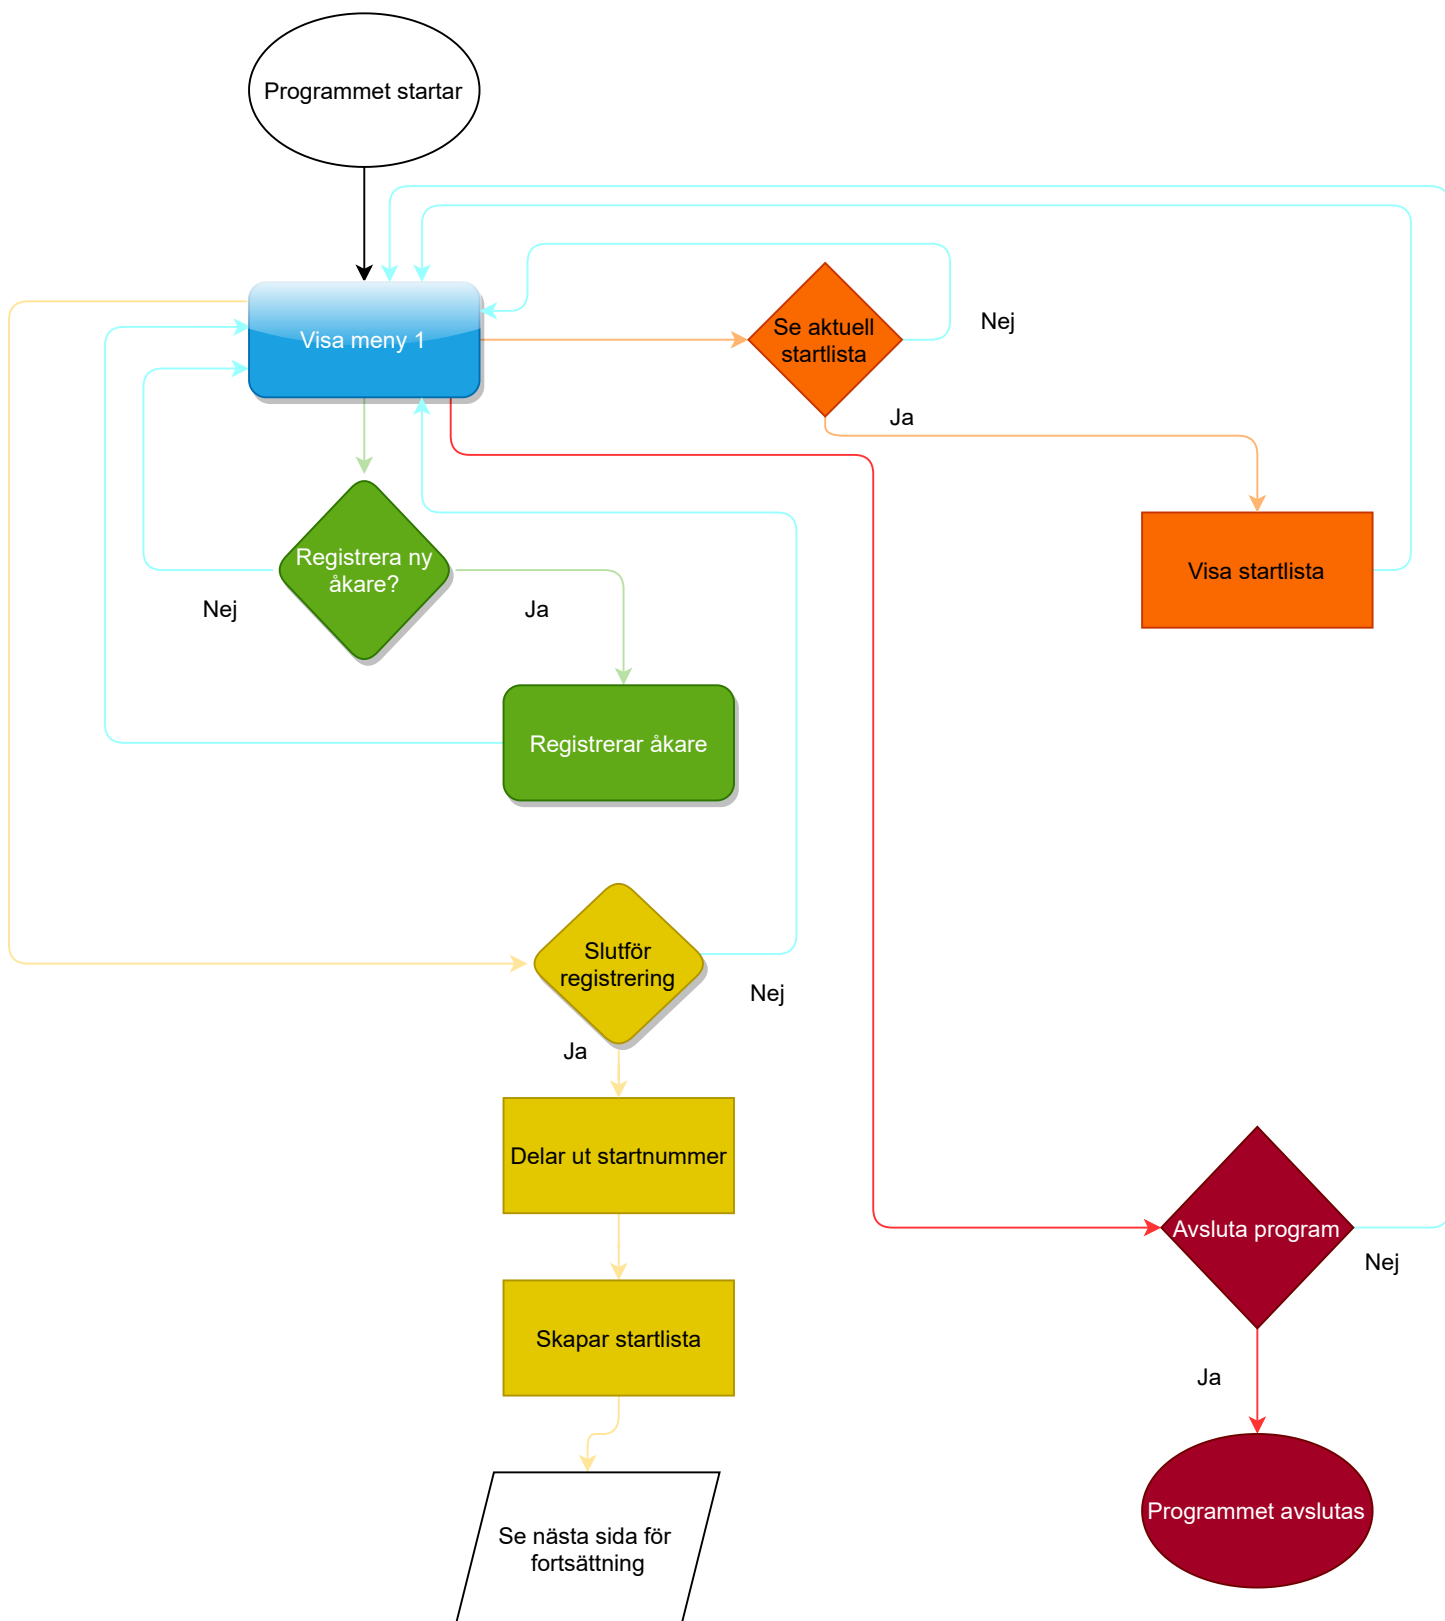 Programmet startar
Visa meny 1
Se aktuell
startlista
Nej
Ja
Registrera ny
åkare?
Nej
Ja
Visa startlista
Registrerar åkare
Slutför
registrering
Nej
Ja
Delar ut startnummer
Avsluta program
Nej
Skapar startlista
Ja
Programmet avslutas
Se nästa sida för
fortsättning